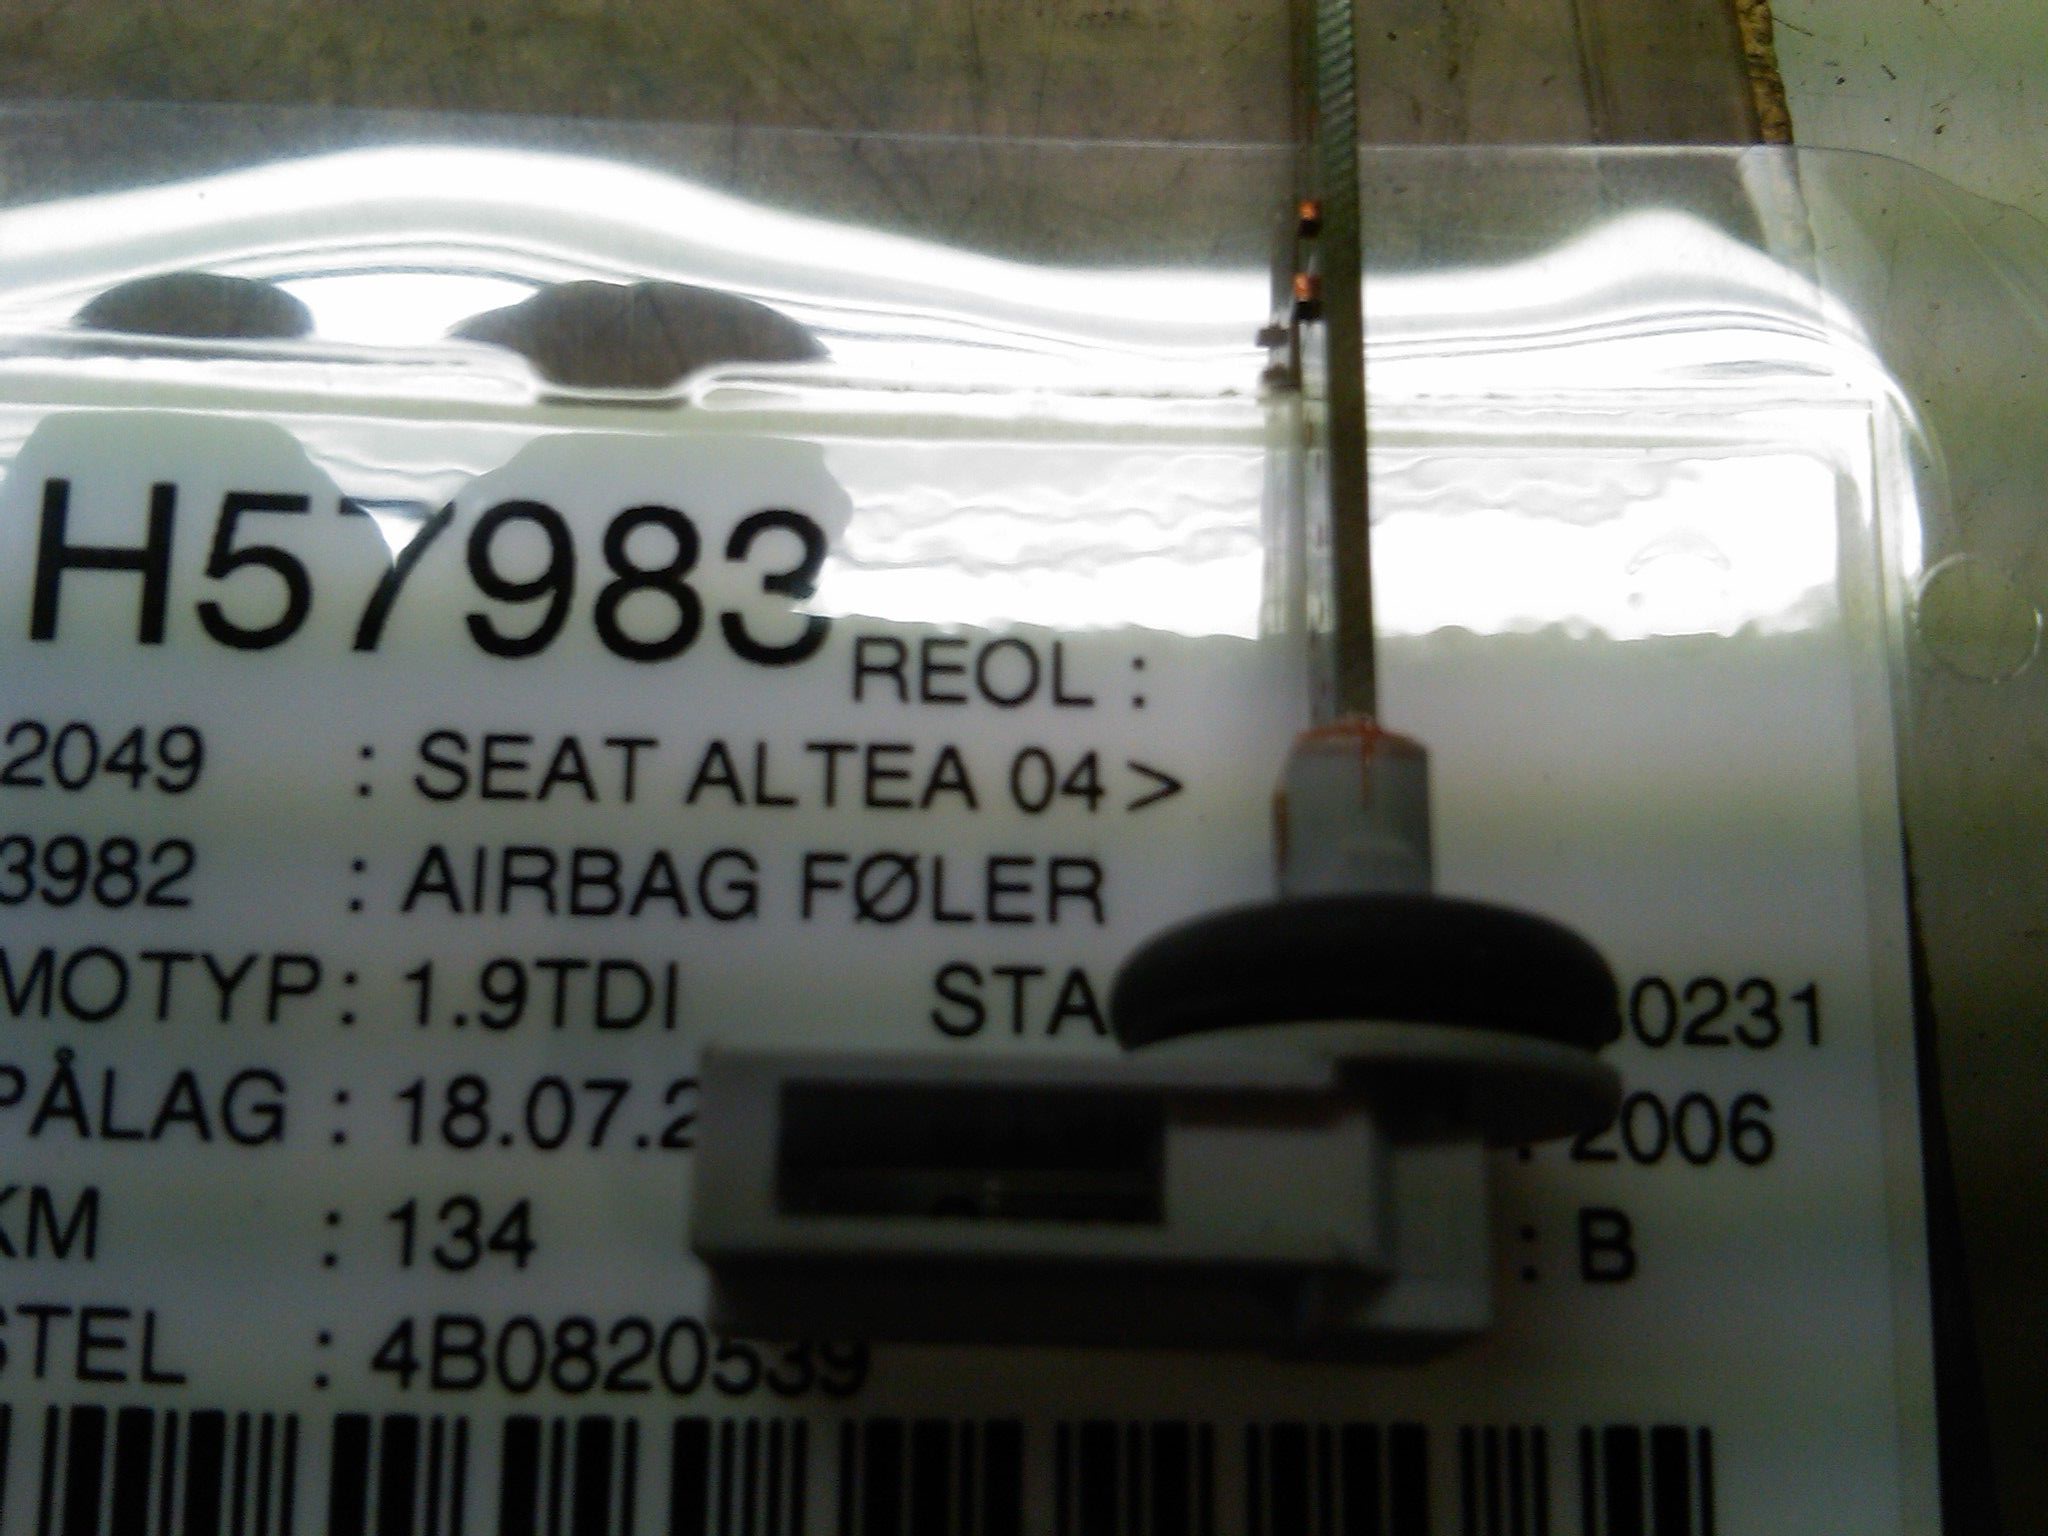 H57983 REOL :
2049 : SEAT ALTEA 04>
3982 : AIRBAG FØLER
MOTYP : 1.9TDI STA 0231
PÅLAG : 18.07.2 : 2006
KM : 134 : B
STEL : 4B0820539